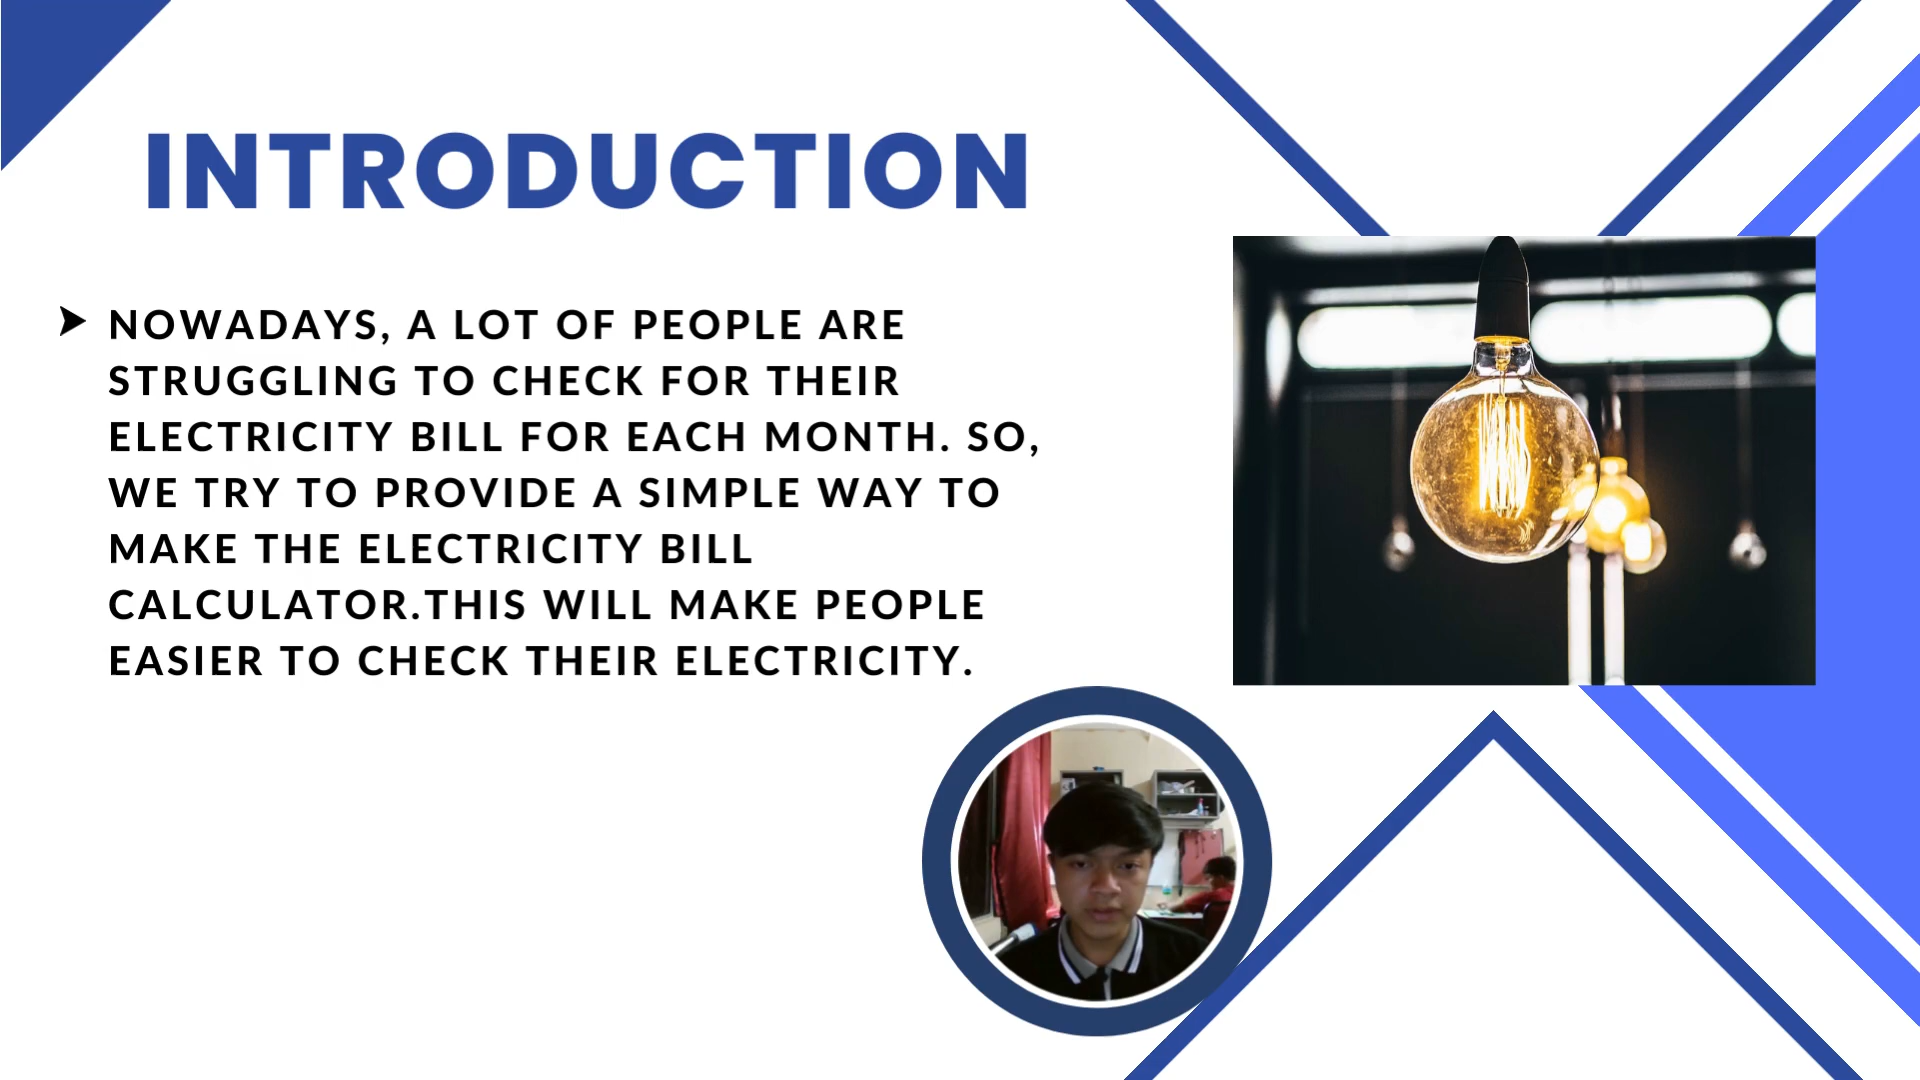 INTRODUCTION
NOWADAYS, A LOT OF PEOPLE ARE
STRUGGLING TO CHECK FOR THEIR
ELECTRICITY BILL FOR EACH MONTH. SO,
WE TRY TO PROVIDE A SIMPLE WAY TO
MAKE THE ELECTRICITY BILL
CALCULATOR.THIS WILL MAKE PEOPLE
EASIER TO CHECK THEIR ELECTRICITY.